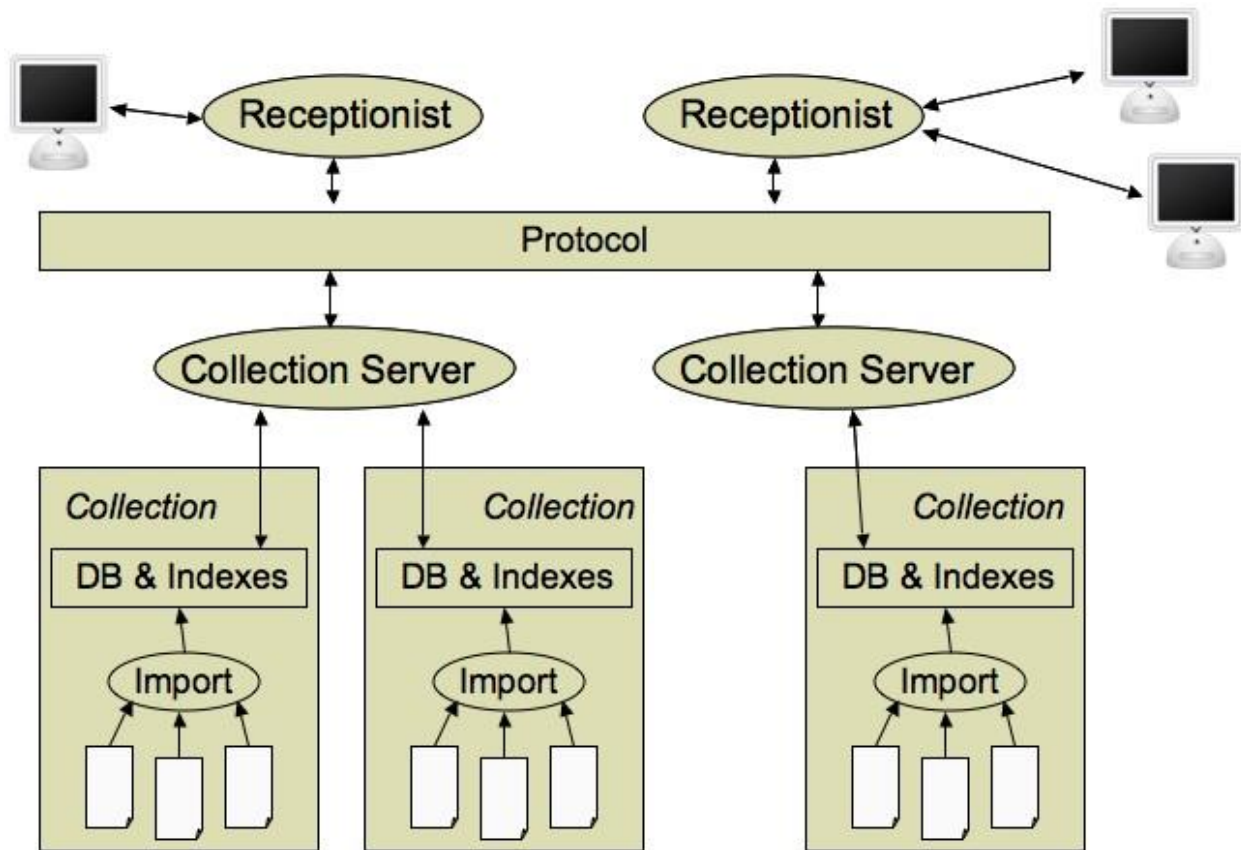 Receptionist
Receptionist
Protocol
Collection Server
Collection Server
Collection
Collection
Collection
DB & Indexes
DB & Indexes
DB & Indexes
Import
Import
Import